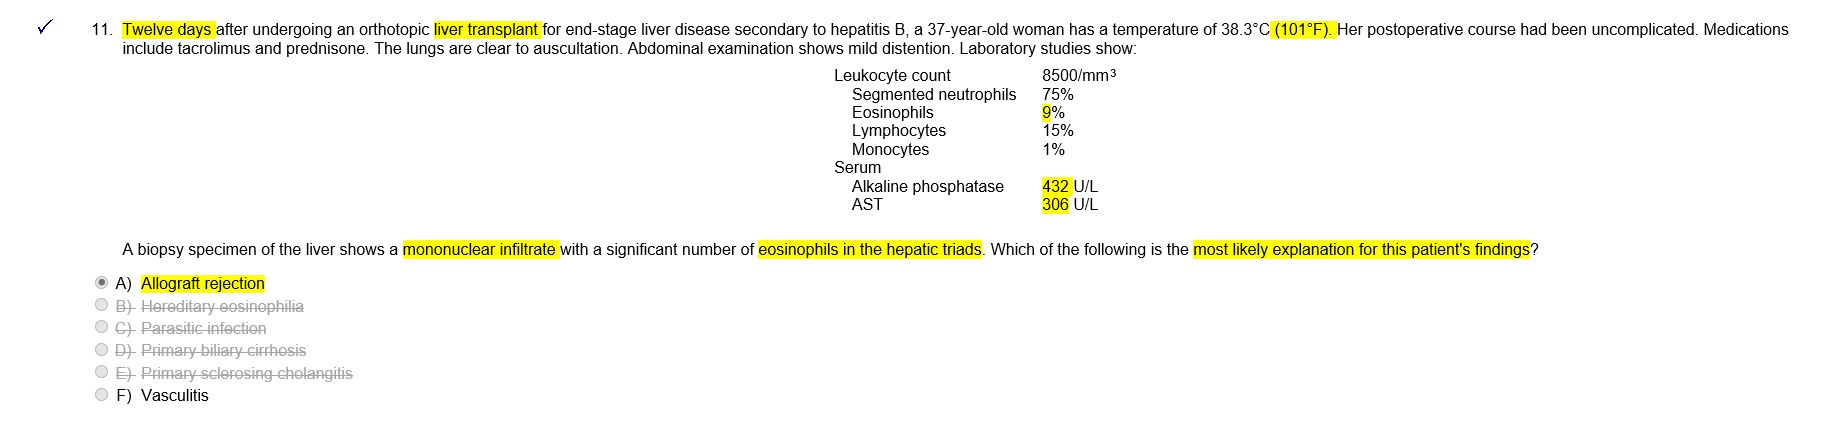 11. Twelve days after undergoing an orthotopic liver transplant for end-stage liver disease secondary to hepatitis B, a 37-year-old woman has a temperature of 38.3°C (101°F). Her postoperative course had been uncomplicated. Medications
include tacrolimus and prednisone. The lungs are clear to auscultation. Abdominal examination shows mild distention. Laboratory studies show:
Leukocyte count 8500/mm³
Segmented neutrophils 75%
Eosinophils 9%
Lymphocytes 15%
Monocytes 1%
Serum
Alkaline phosphatase 432 U/L
AST 306 U/L
A biopsy specimen of the liver shows a mononuclear infiltrate with a significant number of eosinophils in the hepatic triads. Which of the following is the most likely explanation for this patient's findings?
A) Allograft rejection
B) Hereditary eosinophilia
C) Parasitic infection
D) Primary biliary cirrhosis
E) Primary sclerosing cholangitis
F) Vasculitis